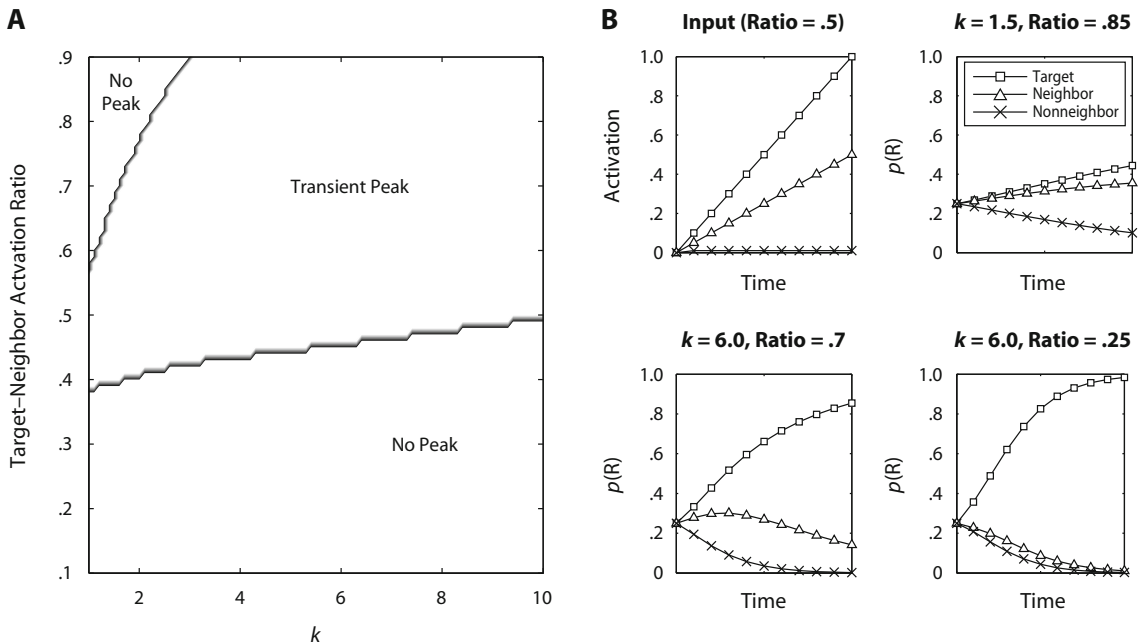 A
Target–Neighbor Actvation Ratio
.9
.8
.7
.6
.5
.4
.3
.2
.1
No
Peak
Transient Peak
No Peak
2
4
6
8
10
k
B
Input (Ratio = .5)
Activation
1.0
.8
.6
.4
.2
0
Time
k = 1.5, Ratio = .85
p(R)
1.0
.8
.6
.4
.2
0
Target
Neighbor
Nonneighbor
Time
k = 6.0, Ratio = .7
p(R)
1.0
.8
.6
.4
.2
0
Time
k = 6.0, Ratio = .25
p(R)
1.0
.8
.6
.4
.2
0
Time